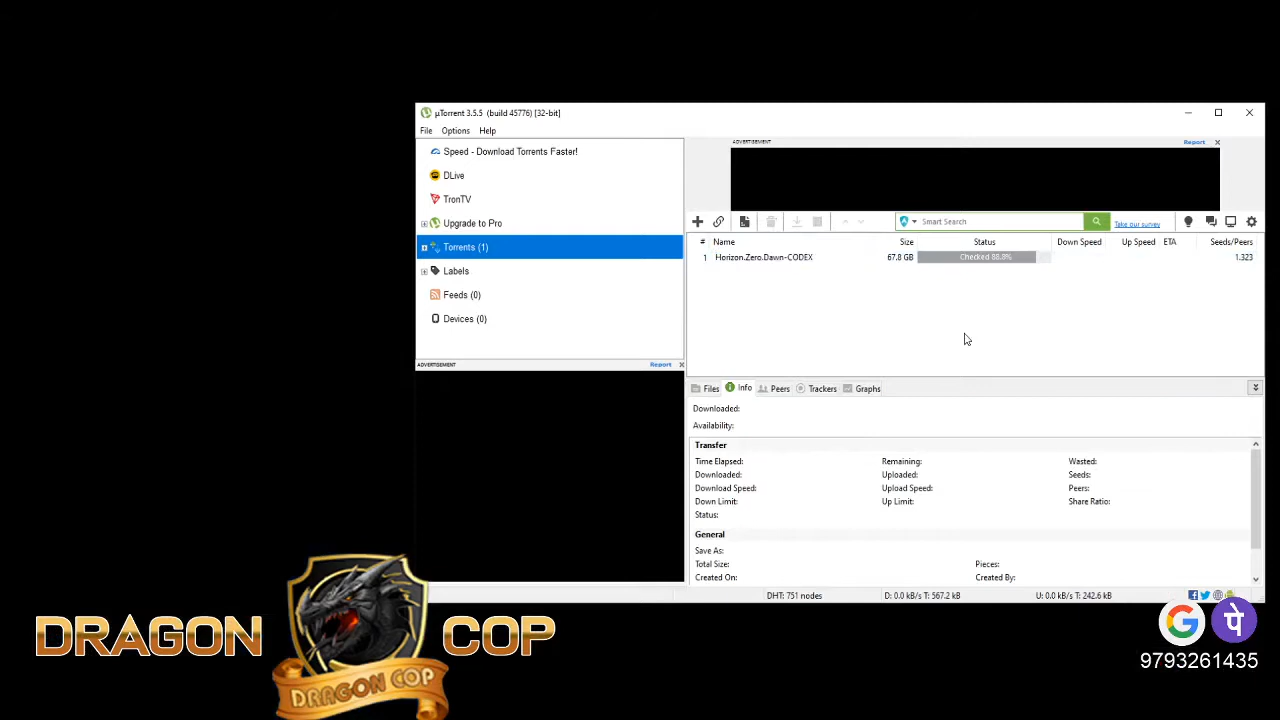 µTorrent 3.5.5 (build 45776) [32-bit]
File Options Help
Speed - Download Torrents Faster!
DLive
TronTV
Upgrade to Pro
Torrents (1)
Labels
Feeds (0)
Devices (0)
ADVERTISEMENT Report
ADVERTISEMENT Report
Smart Search
Take our survey
# Name Size Status Down Speed Up Speed ETA Seeds/Peers
1 Horizon.Zero.Dawn-CODEX 67.8 GB Checked 88.8% 1.323
Files Info Peers Trackers Graphs
Downloaded:
Availability:
Transfer
Time Elapsed: Remaining: Wasted:
Downloaded: Uploaded: Seeds:
Download Speed: Upload Speed: Peers:
Down Limit: Up Limit: Share Ratio:
Status:
General
Save As:
Total Size: Pieces:
Created On: Created By:
DHT: 751 nodes D: 0.0 kB/s T: 567.2 kB U: 0.0 kB/s T: 242.6 kB
DRAGON COP
DRAGON COP
G पे
9793261435